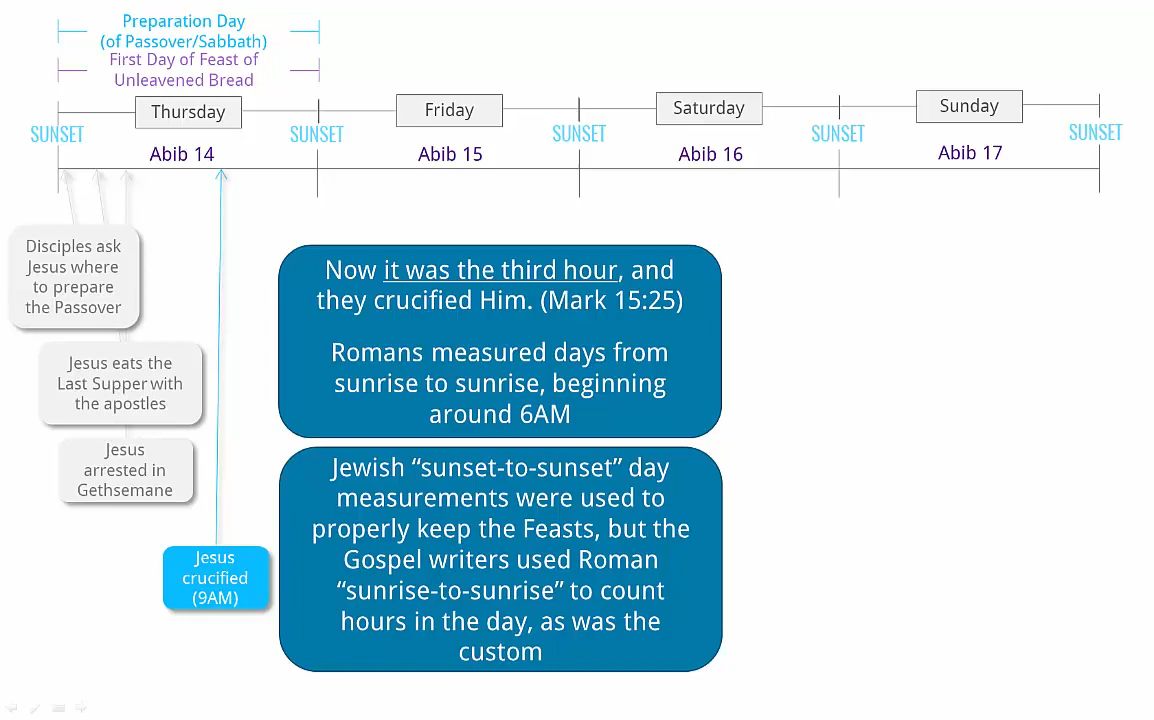 Preparation Day
(of Passover/Sabbath)
First Day of Feast of
Unleavened Bread
Thursday
Friday
Saturday
Sunday
SUNSET
SUNSET
SUNSET
SUNSET
SUNSET
Abib 14
Abib 15
Abib 16
Abib 17
Disciples ask
Jesus where
to prepare
the Passover
Jesus eats the
Last Supper with
the apostles
Jesus
arrested in
Gethsemane
Jesus
crucified
(9AM)
Now it was the third hour, and
they crucified Him. (Mark 15:25)
Romans measured days from
sunrise to sunrise, beginning
around 6AM
Jewish “sunset-to-sunset” day
measurements were used to
properly keep the Feasts, but the
Gospel writers used Roman
“sunrise-to-sunrise” to count
hours in the day, as was the
custom